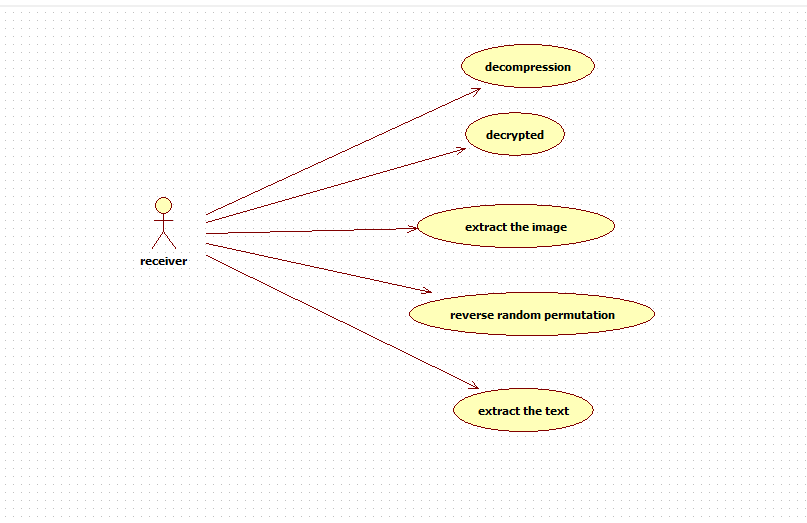 decompression
decrypted
extract the image
receiver
reverse random permutation
extract the text